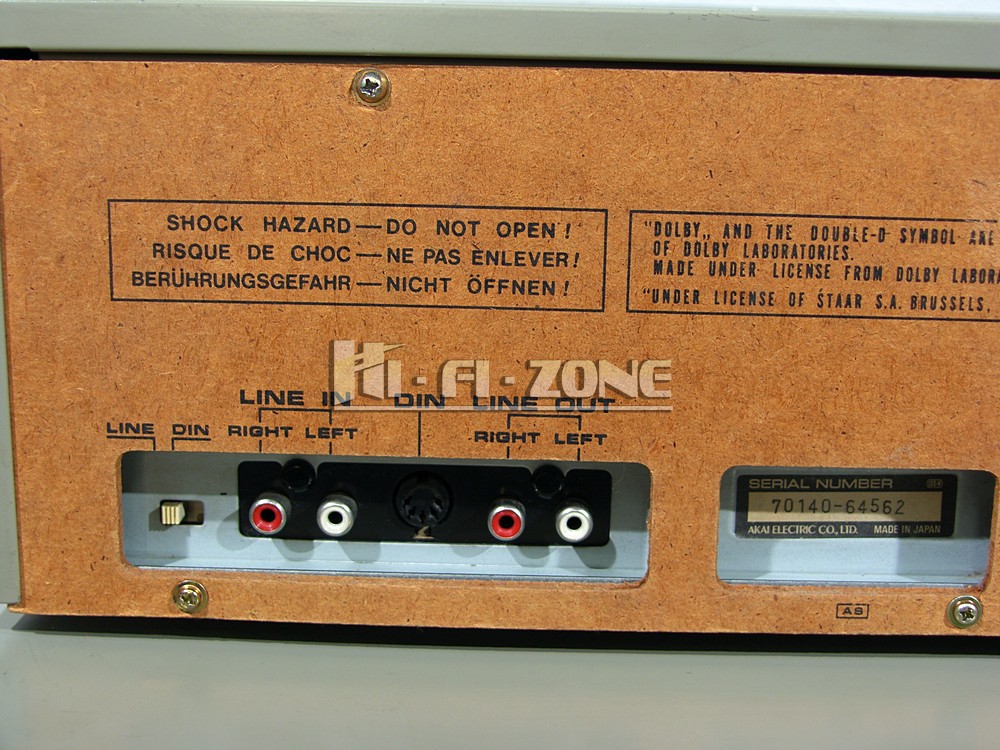 SHOCK HAZARD — DO NOT OPEN!
RISQUE DE CHOC — NE PAS ENLEVER!
BERÜHRUNGSGEFAHR — NICHT ÖFFNEN!
"DOLBY„ AND THE DOUBLE-D SYMBOL ARE
OF DOLBY LABORATORIES.
MADE UNDER LICENSE FROM DOLBY
"UNDER LICENSE OF STAAR S.A. BRUSSELS,
HI-FI-ZONE
LINE IN DIN LINE OUT
LINE DIN RIGHT LEFT RIGHT LEFT
SERIAL NUMBER
70140-64562
AKAI ELECTRIC CO., LTD. MADE IN JAPAN
AS